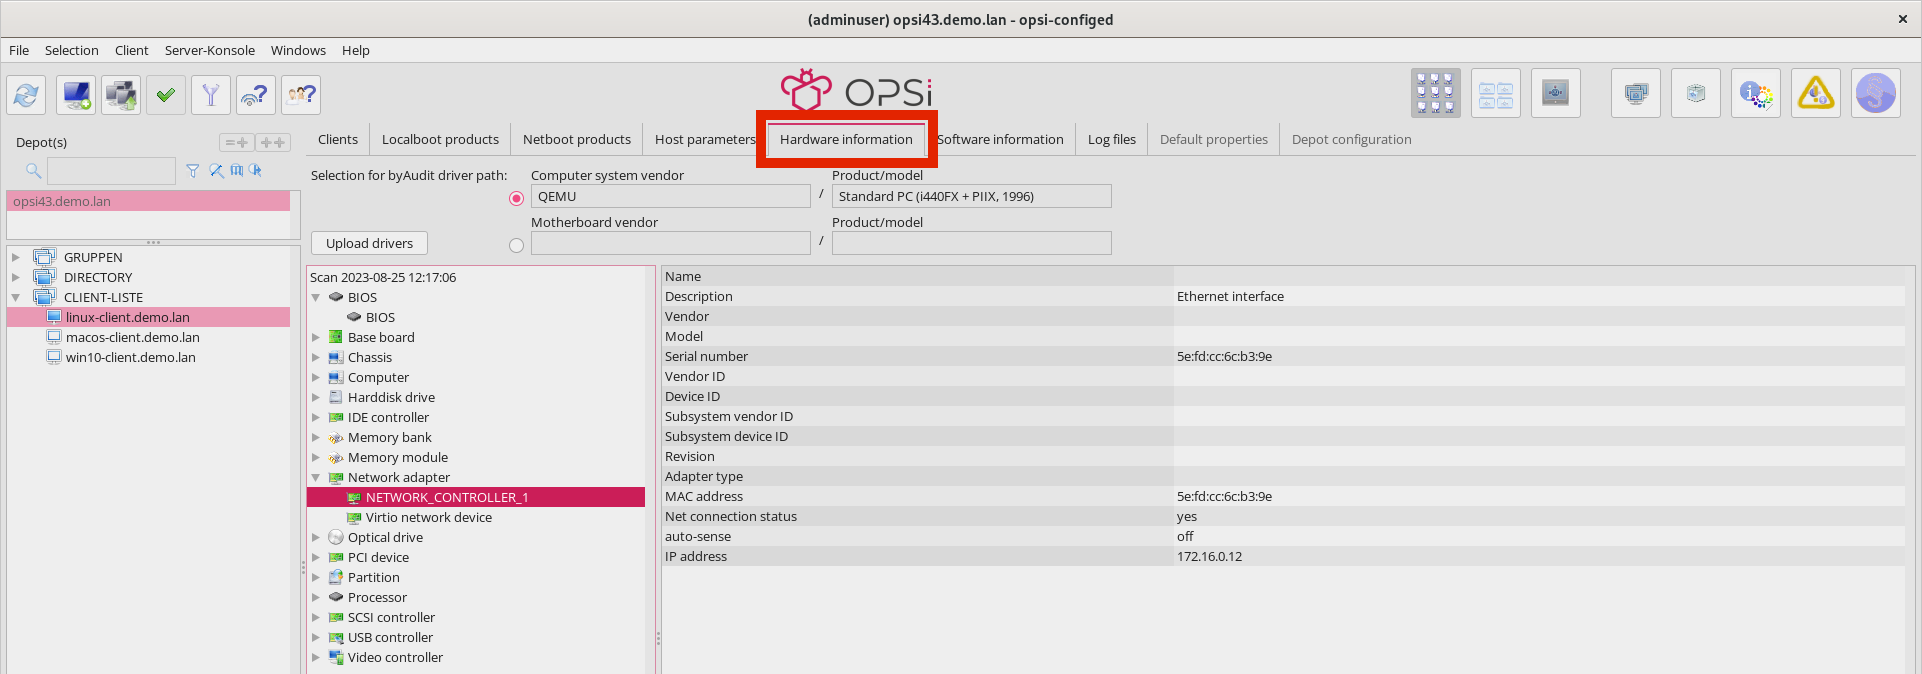 (adminuser) opsi43.demo.lan - opsi-configed
File Selection Client Server-Konsole Windows Help
OPSi
Clients Localboot products Netboot products Host parameters Hardware information Software information Log files Default properties Depot configuration
Depot(s)
opsi43.demo.lan
GRUPPEN
DIRECTORY
CLIENT-LISTE
linux-client.demo.lan
macos-client.demo.lan
win10-client.demo.lan
Selection for byAudit driver path:
Computer system vendor Product/model
QEMU / Standard PC (i440FX + PIIX, 1996)
Motherboard vendor Product/model
/
Upload drivers
Scan 2023-08-25 12:17:06
BIOS
BIOS
Base board
Chassis
Computer
Harddisk drive
IDE controller
Memory bank
Memory module
Network adapter
NETWORK_CONTROLLER_1
Virtio network device
Optical drive
PCI device
Partition
Processor
SCSI controller
USB controller
Video controller
Name
Description Ethernet interface
Vendor
Model
Serial number 5e:fd:cc:6c:b3:9e
Vendor ID
Device ID
Subsystem vendor ID
Subsystem device ID
Revision
Adapter type
MAC address 5e:fd:cc:6c:b3:9e
Net connection status yes
auto-sense off
IP address 172.16.0.12